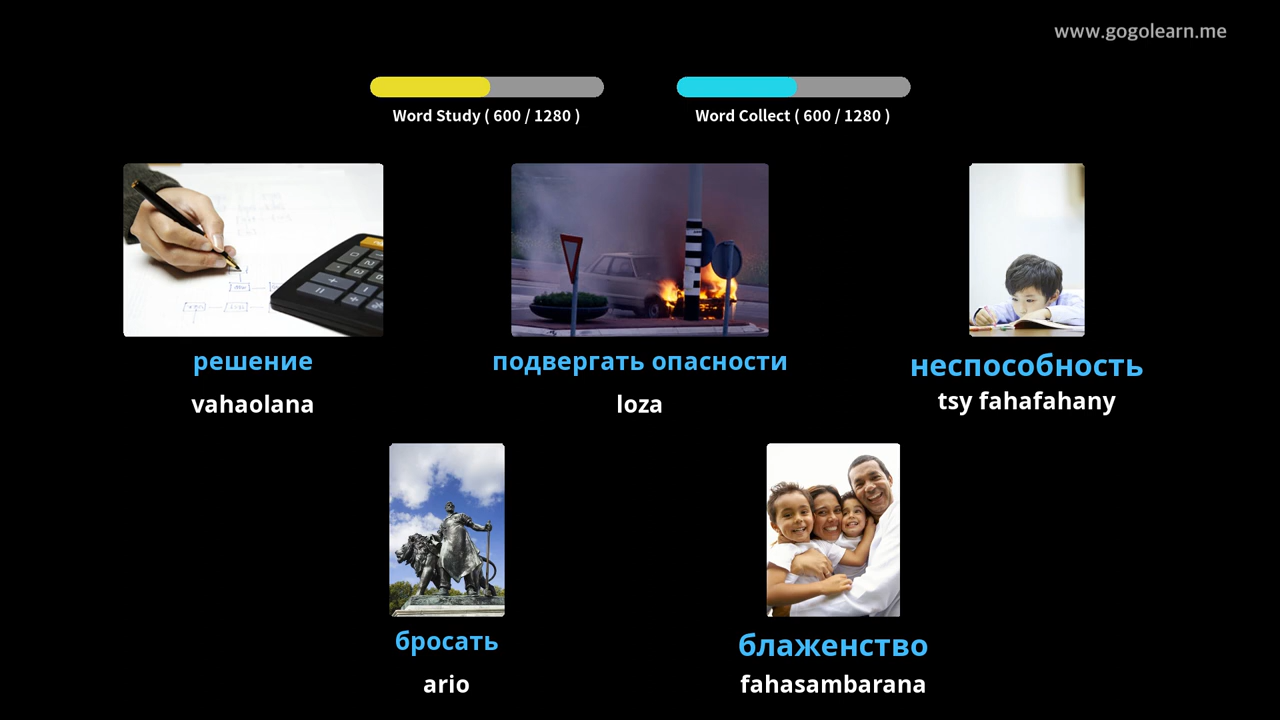 www.gogolearn.me
Word Study ( 600 / 1280 )
Word Collect ( 600 / 1280 )
решение
подвергать опасности
неспособность
vahaolana
loza
tsy fahafahany
бросать
блаженство
ario
fahasambarana